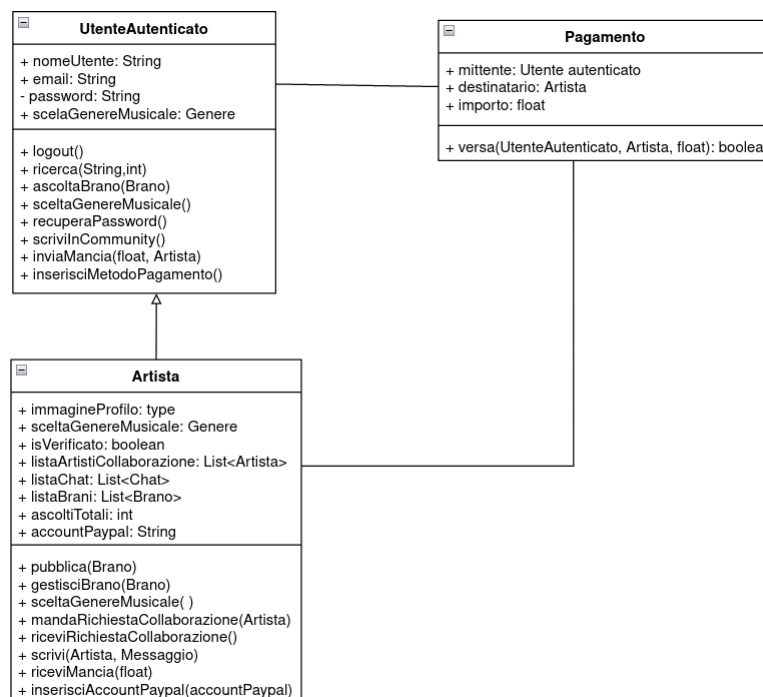 UtenteAutenticato
+ nomeUtente: String
+ email: String
- password: String
+ scelaGenereMusicale: Genere
+ logout()
+ ricerca(String,int)
+ ascoltaBrano(Brano)
+ sceltaGenereMusicale()
+ recuperaPassword()
+ scriviInCommunity()
+ inviaMancia(float, Artista)
+ inserisciMetodoPagamento()
Pagamento
+ mittente: Utente autenticato
+ destinatario: Artista
+ importo: float
+ versa(UtenteAutenticato, Artista, float): boolea
Artista
+ immagineProfilo: type
+ sceltaGenereMusicale: Genere
+ isVerificato: boolean
+ listaArtistiCollaborazione: List<Artista>
+ listaChat: List<Chat>
+ listaBrani: List<Brano>
+ ascoltiTotali: int
+ accountPaypal: String
+ pubblica(Brano)
+ gestisciBrano(Brano)
+ sceltaGenereMusicale( )
+ mandaRichiestaCollaborazione(Artista)
+ riceviRichiestaCollaborazione()
+ scrivi(Artista, Messaggio)
+ riceviMancia(float)
+ inserisciAccountPaypal(accountPaypal)